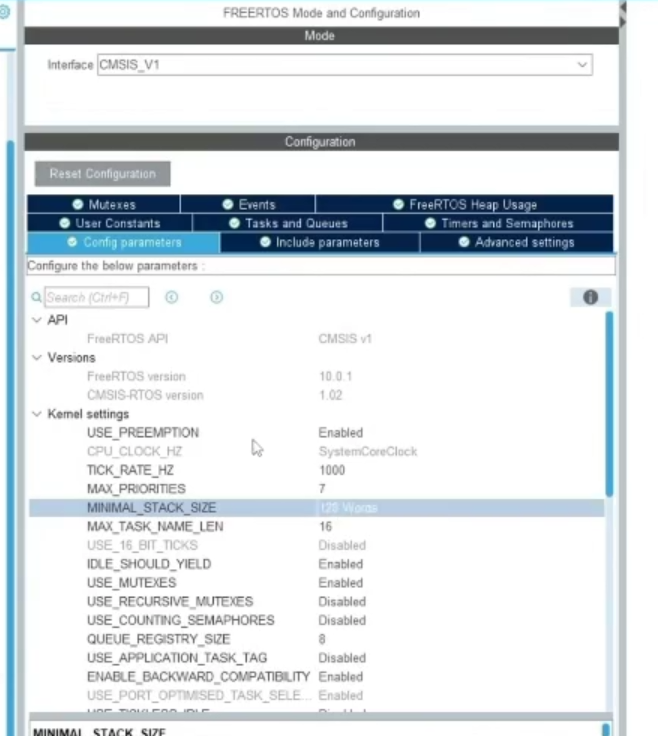 FREERTOS Mode and Configuration
Mode
Interface CMSIS_V1
Configuration
Reset Configuration
Mutexes Events FreeRTOS Heap Usage
User Constants Tasks and Queues Timers and Semaphores
Config parameters Include parameters Advanced settings
Configure the below parameters :
Search (Ctrl+F)
API
FreeRTOS API CMSIS v1
Versions
FreeRTOS version 10.0.1
CMSIS-RTOS version 1.02
Kernel settings
USE_PREEMPTION Enabled
CPU_CLOCK_HZ SystemCoreClock
TICK_RATE_HZ 1000
MAX_PRIORITIES 7
MINIMAL_STACK_SIZE 128 Words
MAX_TASK_NAME_LEN 16
USE_16_BIT_TICKS Disabled
IDLE_SHOULD_YIELD Enabled
USE_MUTEXES Enabled
USE_RECURSIVE_MUTEXES Disabled
USE_COUNTING_SEMAPHORES Disabled
QUEUE_REGISTRY_SIZE 8
USE_APPLICATION_TASK_TAG Disabled
ENABLE_BACKWARD_COMPATIBILITY Enabled
USE_PORT_OPTIMISED_TASK_SELE... Enabled
MINIMAL_STACK_SIZE